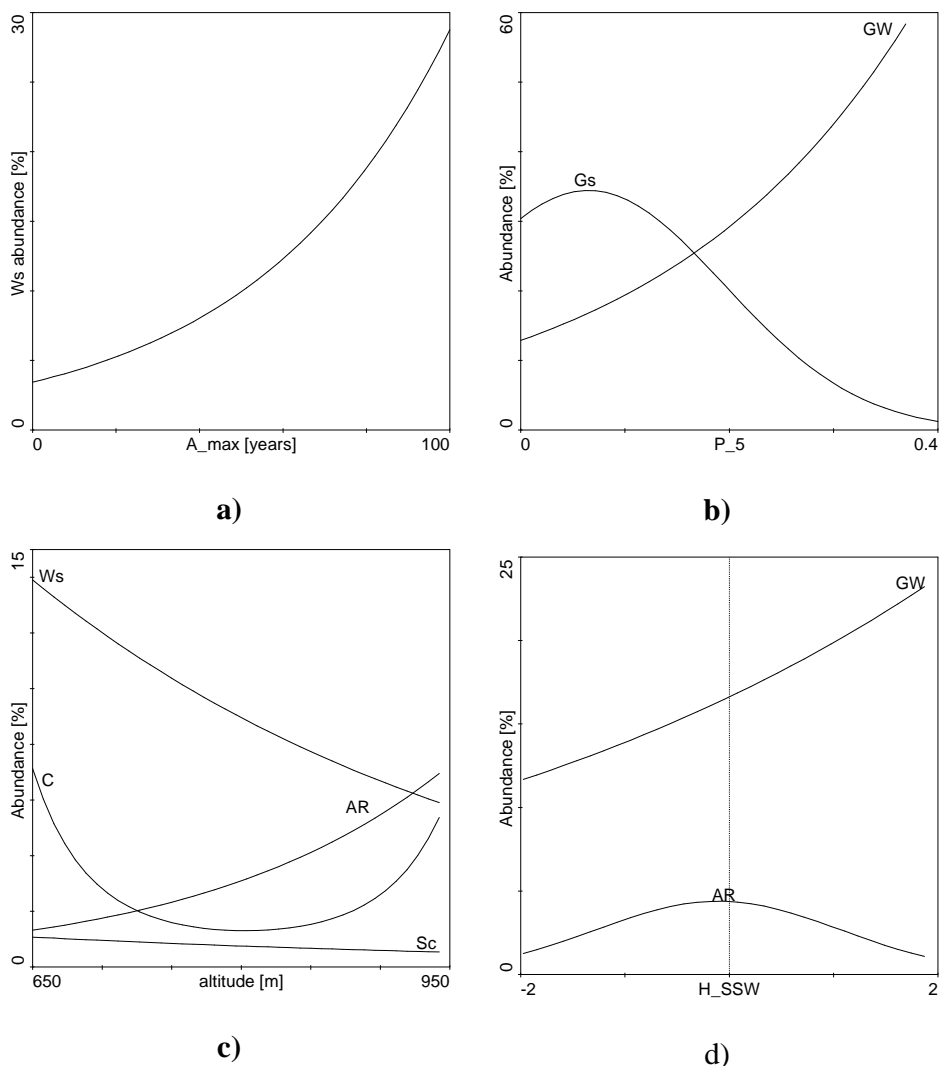 30
Ws abundance [%]
0
0
A_max [years]
100
a)
60
Abundance [%]
0
GW
Gs
0
P_5
0.4
b)
15
Abundance [%]
0
Ws
C
AR
Sc
650
altitude [m]
950
c)
25
Abundance [%]
0
GW
AR
-2
H_SSW
2
d)